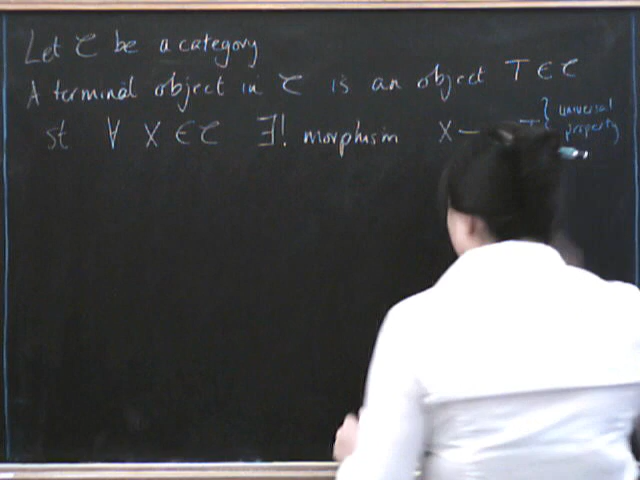 Let C be a category
A terminal object in C is an object T ∈ C
st ∀ X ∈ C ∃! morphism X — T
universal
property